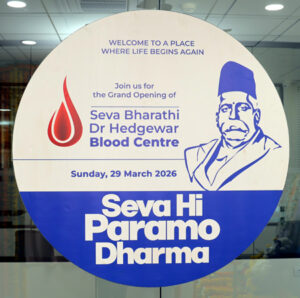 WELCOME TO A PLACE
WHERE LIFE BEGINS AGAIN
Join us for
the Grand Opening of
Seva Bharathi
Dr Hedgewar
Blood Centre
Sunday, 29 March 2026
Seva Hi
Paramo
Dharma